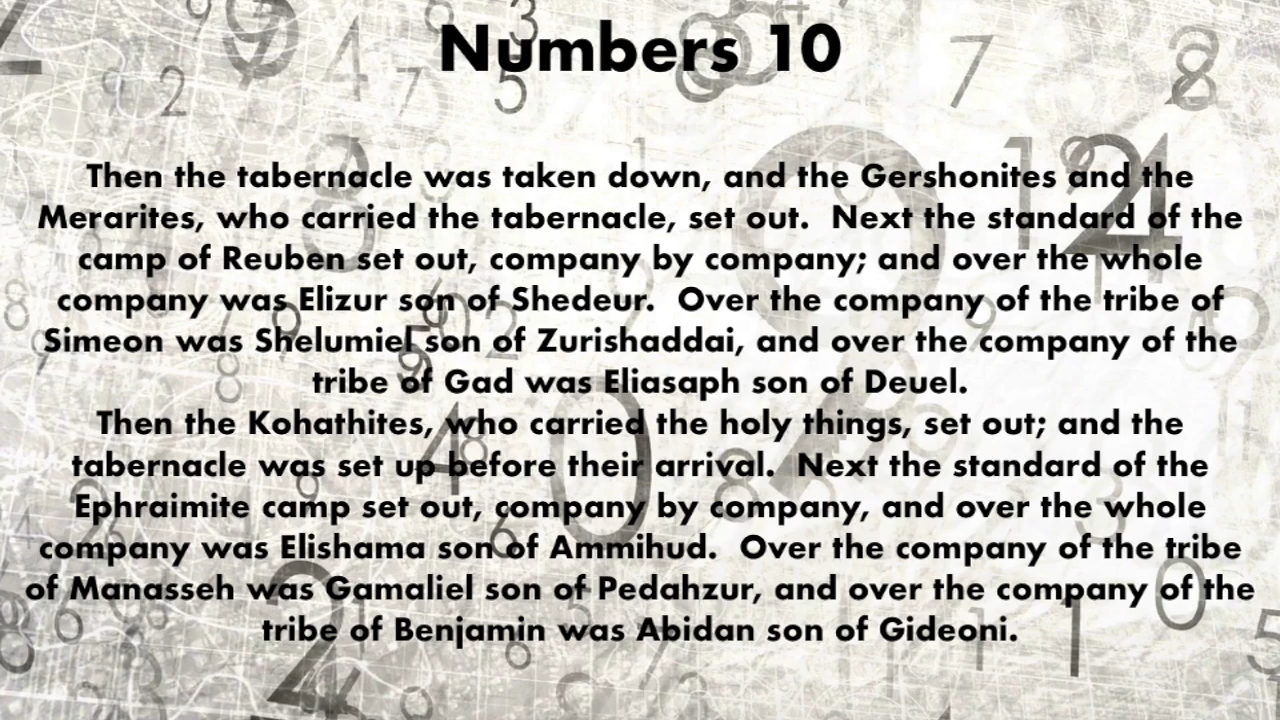 Numbers 10
Then the tabernacle was taken down, and the Gershonites and the
Merarites, who carried the tabernacle, set out.  Next the standard of the
camp of Reuben set out, company by company; and over the whole
company was Elizur son of Shedeur.  Over the company of the tribe of
Simeon was Shelumiel son of Zurishaddai, and over the company of the
tribe of Gad was Eliasaph son of Deuel.
Then the Kohathites, who carried the holy things, set out; and the
tabernacle was set up before their arrival.  Next the standard of the
Ephraimite camp set out, company by company, and over the whole
company was Elishama son of Ammihud.  Over the company of the tribe
of Manasseh was Gamaliel son of Pedahzur, and over the company of the
tribe of Benjamin was Abidan son of Gideoni.